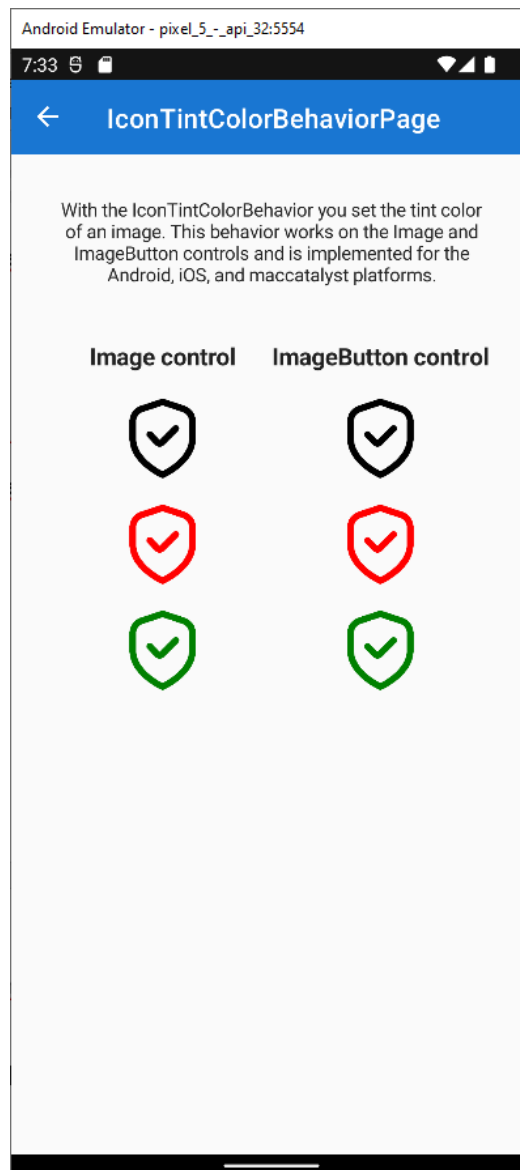 Android Emulator - pixel_5_-_api_32:5554
7:33
IconTintColorBehaviorPage
With the IconTintColorBehavior you set the tint color
of an image. This behavior works on the Image and
ImageButton controls and is implemented for the
Android, iOS, and maccatalyst platforms.
Image control ImageButton control